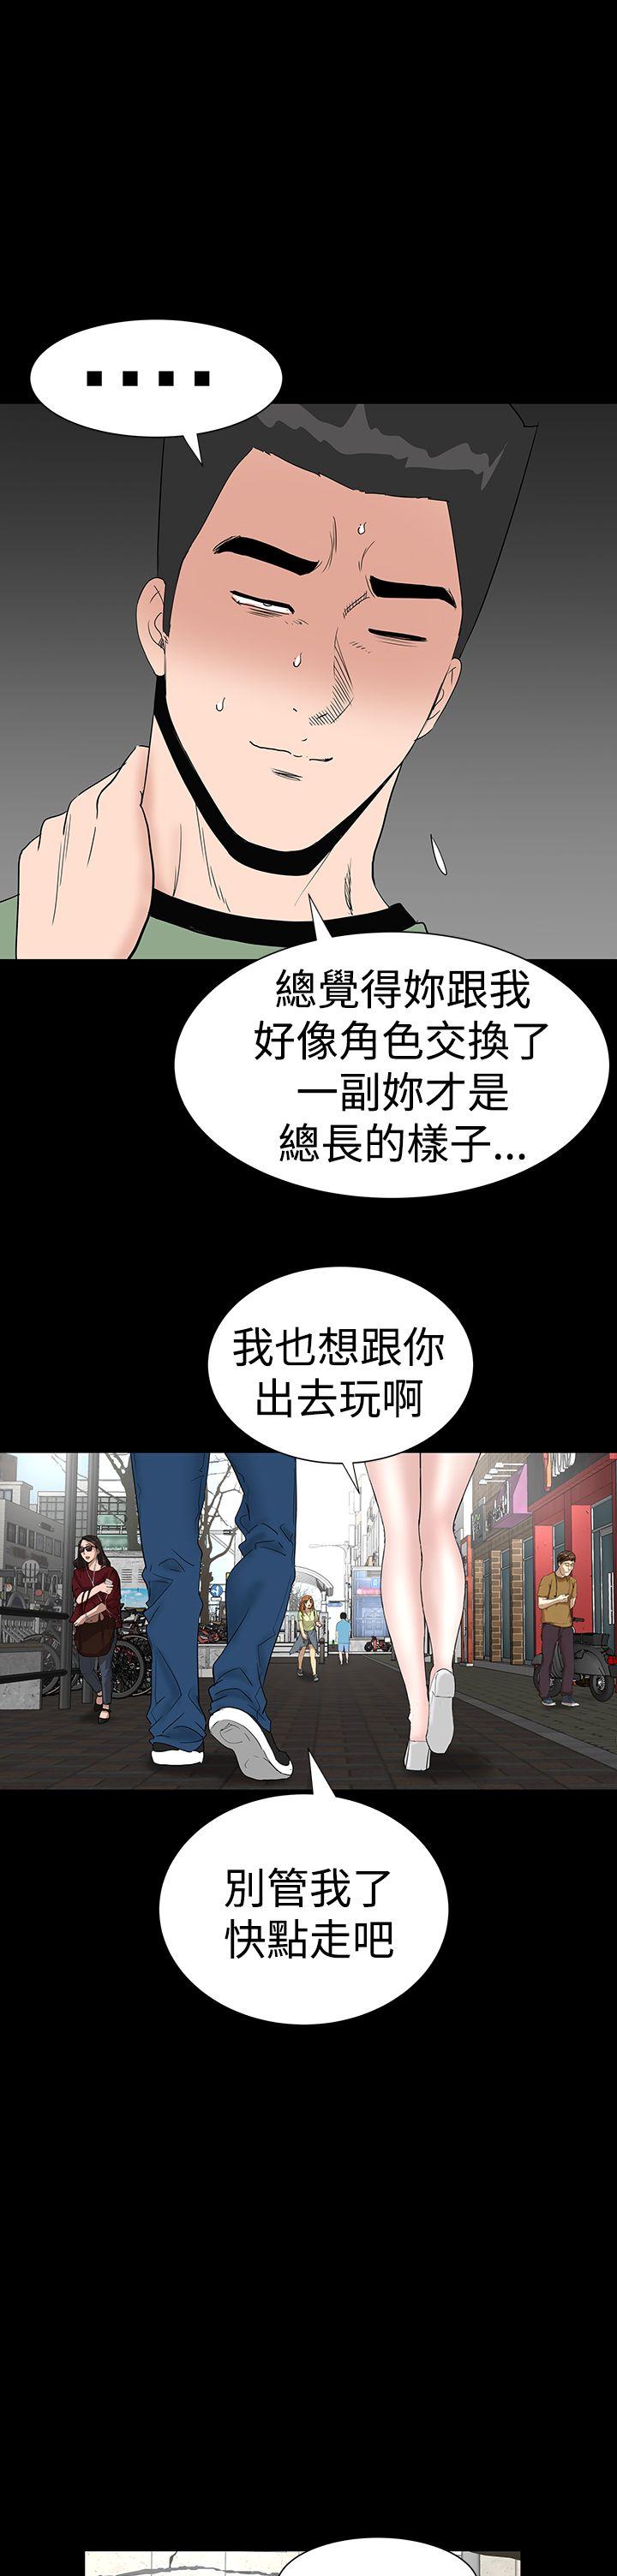 ....
總覺得妳跟我
好像角色交換了
一副妳才是
總長的樣子...
我也想跟你
出去玩啊
別管我了
快點走吧